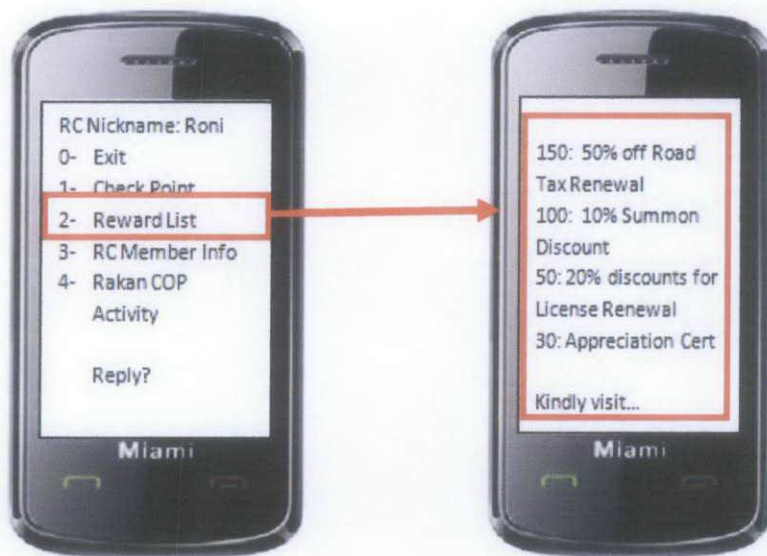 RC Nickname: Roni
0- Exit
1- Check Point
2- Reward List
3- RC Member Info
4- Rakan COP
Activity
Reply?
Miami
150: 50% off Road
Tax Renewal
100: 10% Summon
Discount
50: 20% discounts for
License Renewal
30: Appreciation Cert
Kindly visit...
Miami